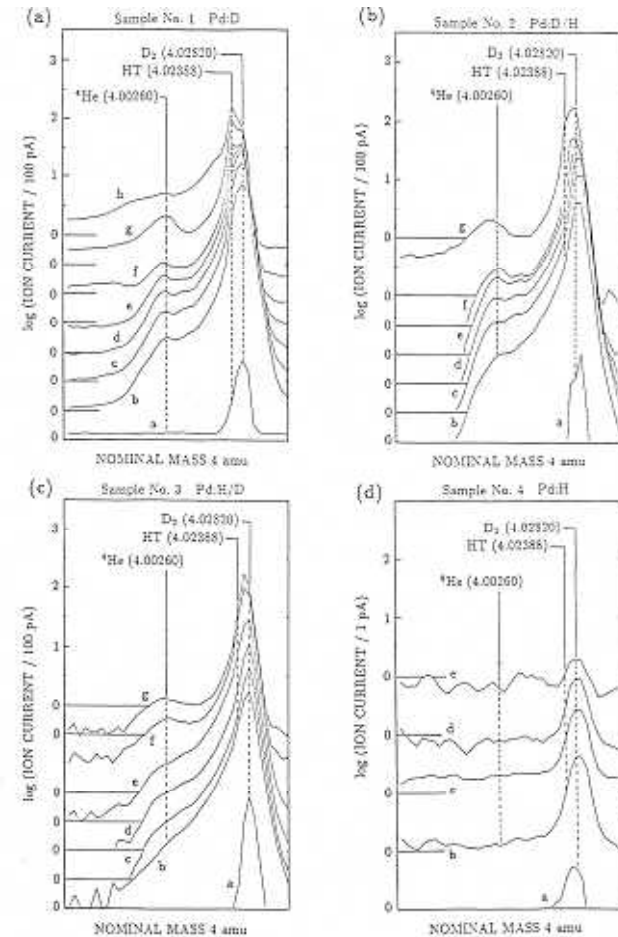 (a) Sample No. 1 Pd:D
D₂ (4.02820)
HT (4.02388)
⁴He (4.00260)
3
2
1
0
0
0
0
0
0
0
0
h
g
f
e
d
c
b
a
log (ION CURRENT / 100 pA)
NOMINAL MASS 4 amu
(b) Sample No. 2 Pd:D/H
D₂ (4.02820)
HT (4.02388)
⁴He (4.00260)
3
2
1
0
0
0
0
0
0
0
g
f
e
d
c
b
a
log (ION CURRENT / 100 pA)
NOMINAL MASS 4 amu
(c) Sample No. 3 Pd:H/D
D₂ (4.02820)
HT (4.02388)
⁴He (4.00260)
3
2
1
0
0
0
0
0
0
0
g
f
e
d
c
b
a
log (ION CURRENT / 100 pA)
NOMINAL MASS 4 amu
(d) Sample No. 4 Pd:H
D₂ (4.02820)
HT (4.02388)
⁴He (4.00260)
3
2
1
0
0
0
0
0
e
d
c
b
a
log (ION CURRENT / 1 pA)
NOMINAL MASS 4 amu